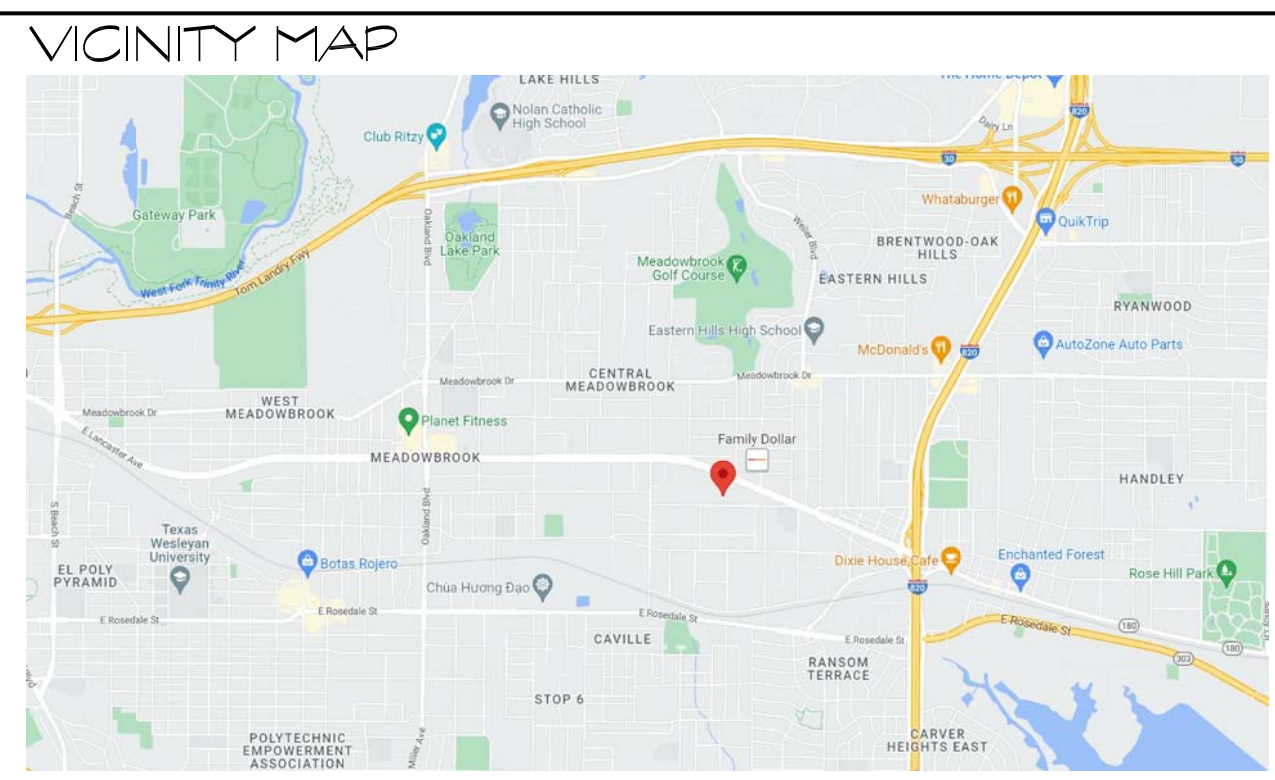 VICINITY MAP
LAKE HILLS
The Home Depot
820
Nolan Catholic
High School
Club Ritzy
Dairy Ln
30
30
Beach St
Whataburger
Gateway Park
Oakland Blvd
Oakland
Lake Park
Weiler Blvd
QuikTrip
BRENTWOOD-OAK
HILLS
Meadowbrook
Golf Course
EASTERN HILLS
West Fork Trinity River
Tom Landry Fwy
RYANWOOD
Eastern Hills High School
McDonald's
820
AutoZone Auto Parts
CENTRAL
MEADOWBROOK
Meadowbrook Dr
Meadowbrook Dr
WEST
MEADOWBROOK
Meadowbrook Dr
Planet Fitness
E Lancaster Ave
Family Dollar
MEADOWBROOK
HANDLEY
S Beach St
Oakland Blvd
Texas
Wesleyan
University
Botas Rojero
Dixie House Cafe
Enchanted Forest
EL POLY
PYRAMID
Chùa Hương Đạo
820
Rose Hill Park
E Rosedale St
E Rosedale St
E Rosedale St
E Rosedale St
E Rosedale St
180
180
303
CAVILLE
RANSOM
TERRACE
STOP 6
POLYTECHNIC
EMPOWERMENT
ASSOCIATION
Miller Ave
CARVER
HEIGHTS EAST